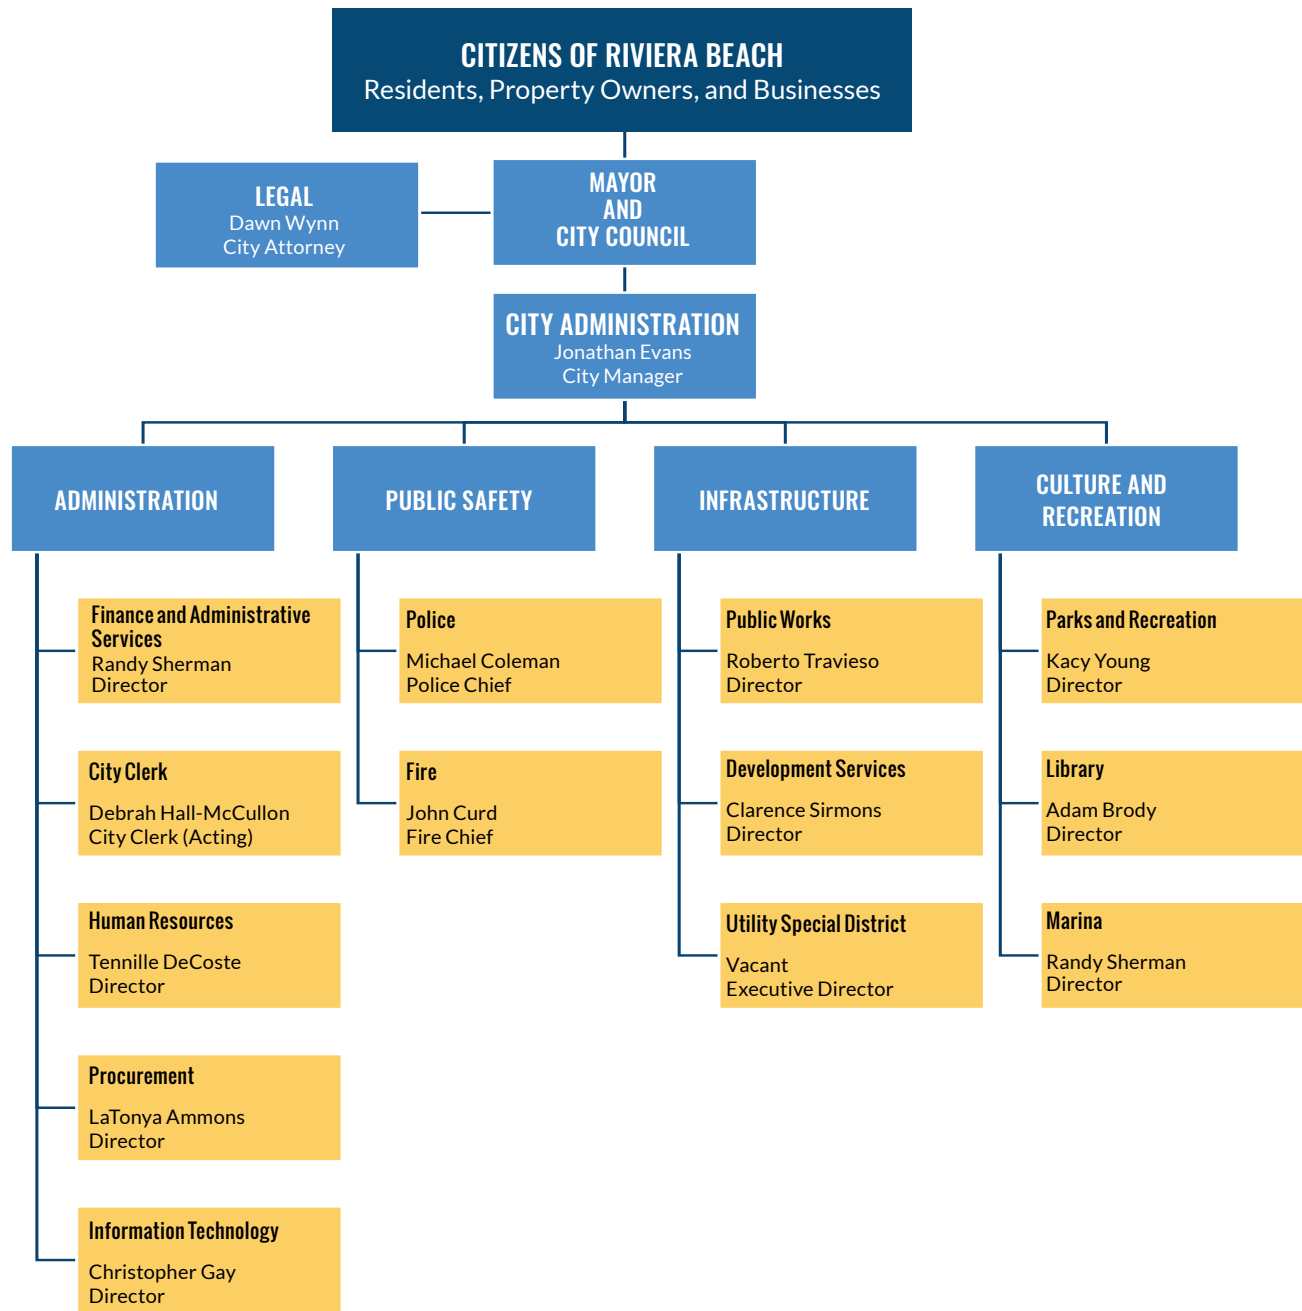 CITIZENS OF RIVIERA BEACH
Residents, Property Owners, and Businesses
LEGAL
Dawn Wynn
City Attorney
MAYOR
AND
CITY COUNCIL
CITY ADMINISTRATION
Jonathan Evans
City Manager
ADMINISTRATION
Finance and Administrative
Services
Randy Sherman
Director
City Clerk
Debrah Hall-McCullon
City Clerk (Acting)
Human Resources
Tennille DeCoste
Director
Procurement
LaTonya Ammons
Director
Information Technology
Christopher Gay
Director
PUBLIC SAFETY
Police
Michael Coleman
Police Chief
Fire
John Curd
Fire Chief
INFRASTRUCTURE
Public Works
Roberto Travieso
Director
Development Services
Clarence Sirmons
Director
Utility Special District
Vacant
Executive Director
CULTURE AND
RECREATION
Parks and Recreation
Kacy Young
Director
Library
Adam Brody
Director
Marina
Randy Sherman
Director